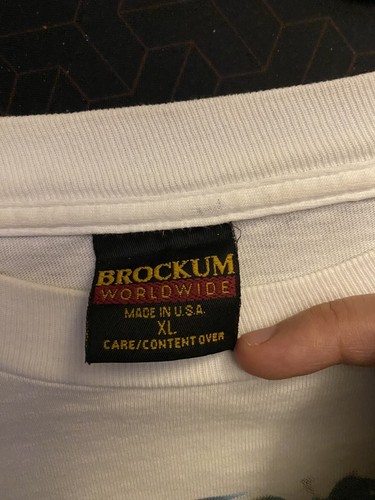 BROCKUM
WORLDWIDE
MADE IN U.S.A.
XL
CARE/CONTENT OVER